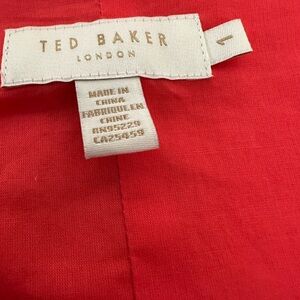 TED BAKER
LONDON
1
MADE IN
CHINA
FABRIQUE EN
CHINE
RN95229
CA25459